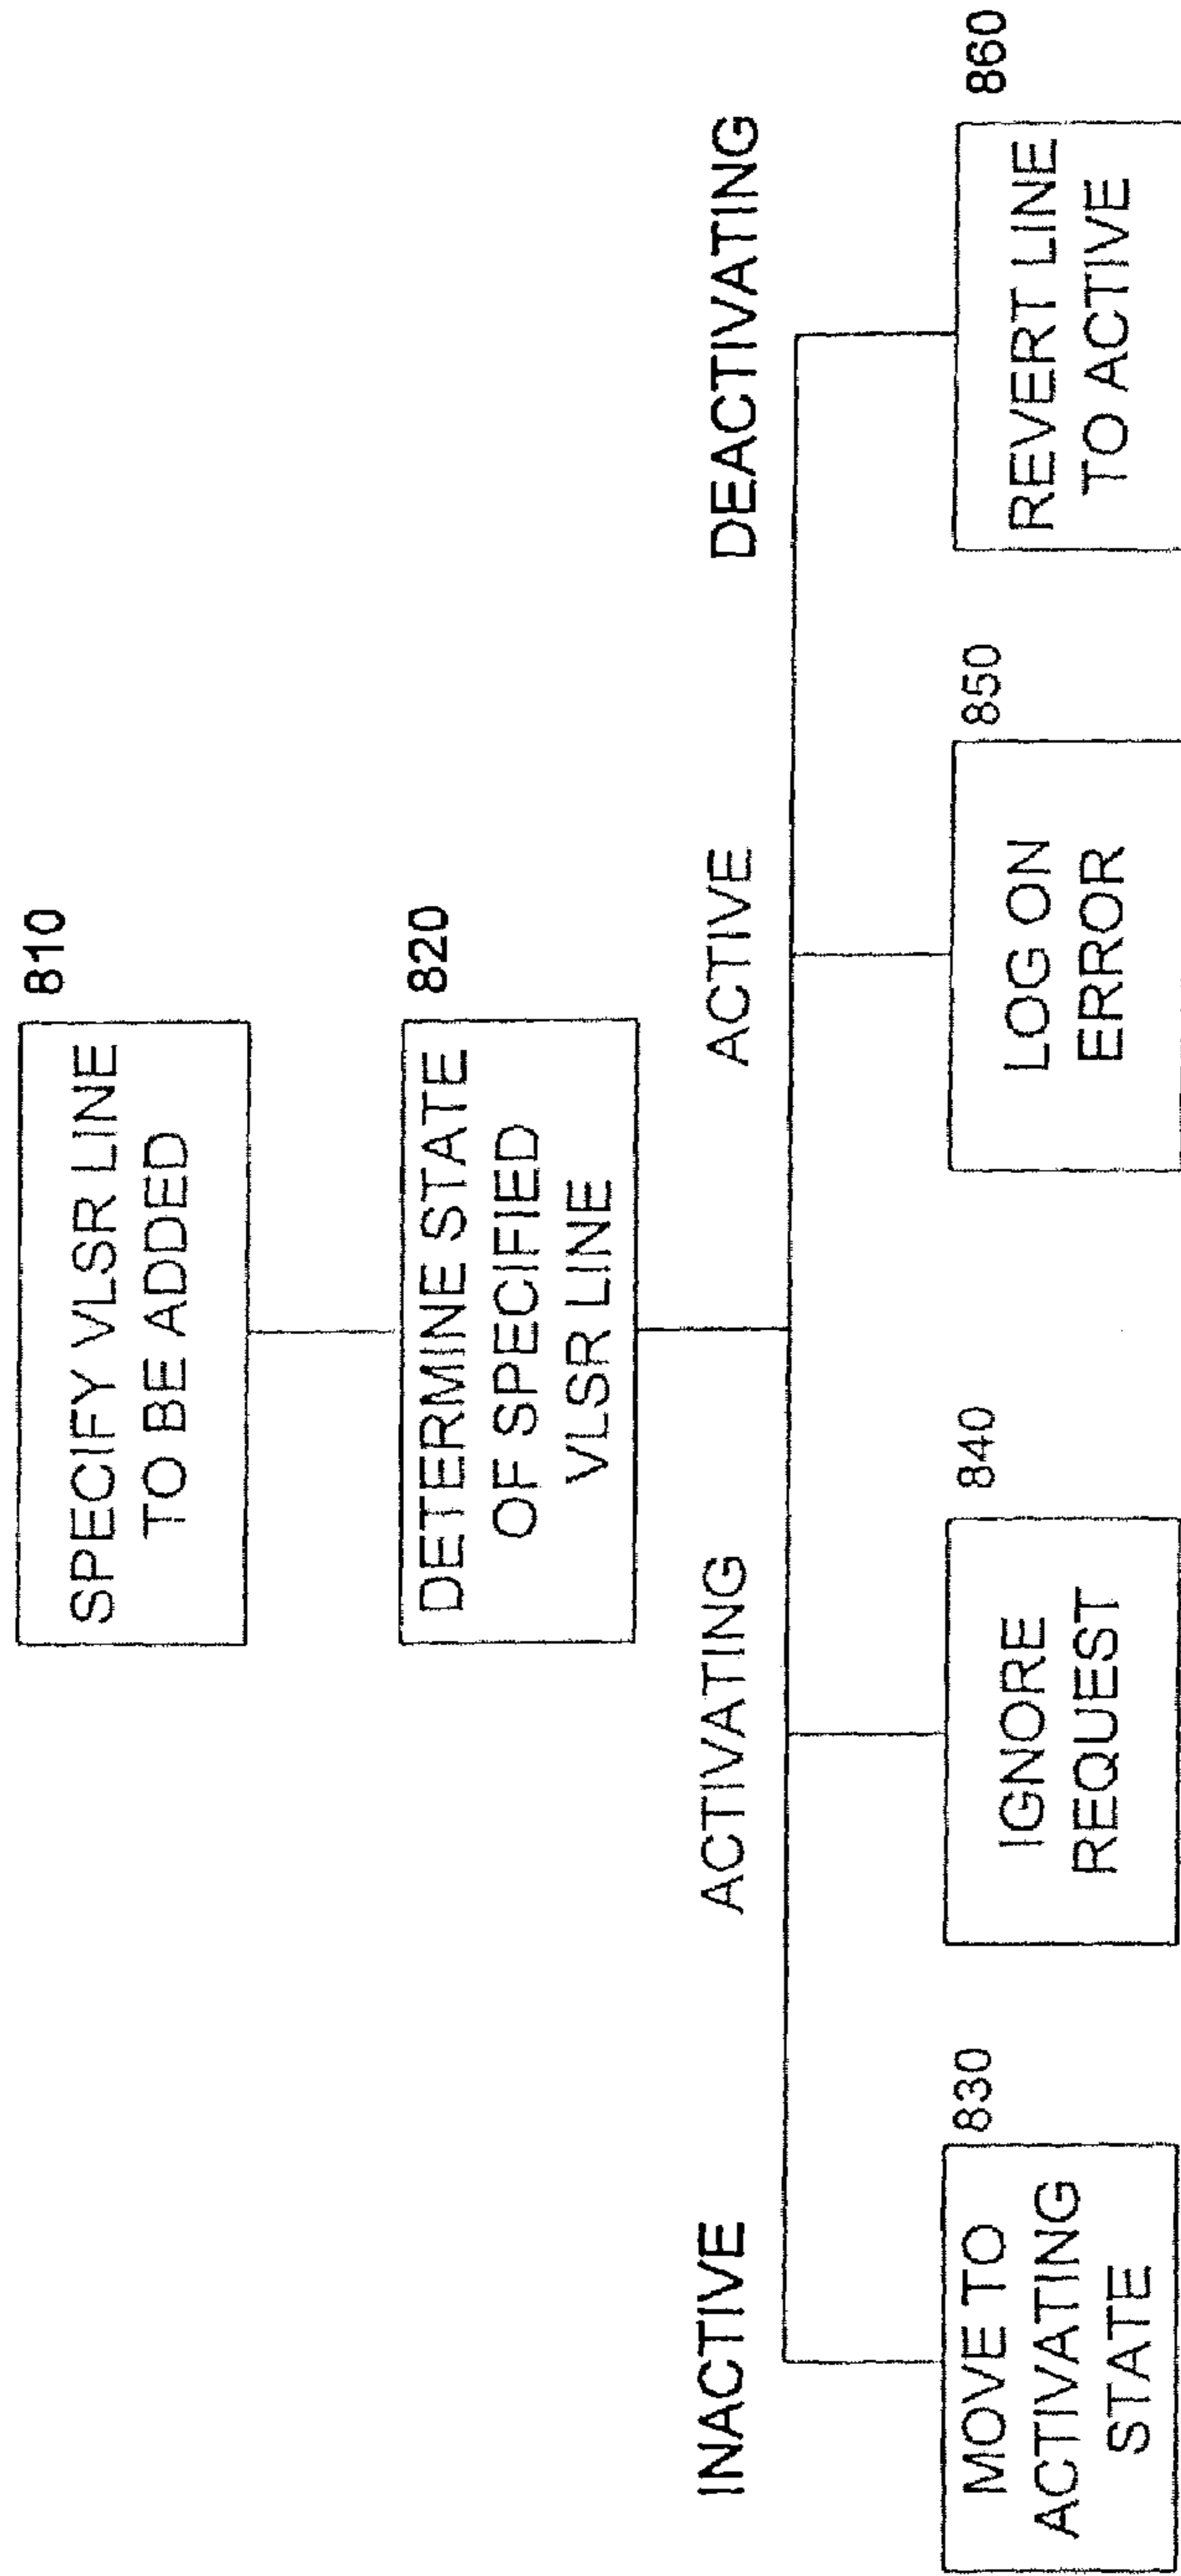 SPECIFY VLSR LINE
TO BE ADDED
810
DETERMINE STATE
OF SPECIFIED
VLSR LINE
820
INACTIVE
ACTIVATING
ACTIVE
DEACTIVATING
MOVE TO
ACTIVATING
STATE
830
IGNORE
REQUEST
840
LOG ON
ERROR
850
REVERT LINE
TO ACTIVE
860